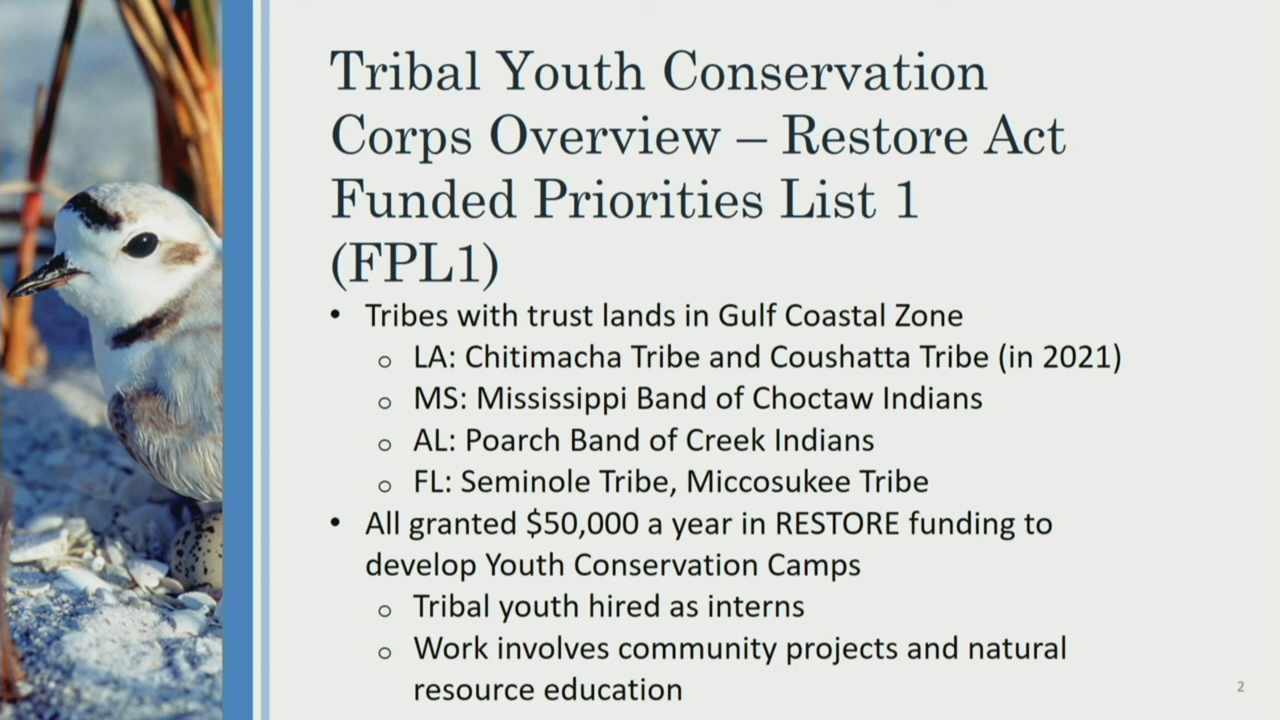 Tribal Youth Conservation
Corps Overview – Restore Act
Funded Priorities List 1
(FPL1)
• Tribes with trust lands in Gulf Coastal Zone
o LA: Chitimacha Tribe and Coushatta Tribe (in 2021)
o MS: Mississippi Band of Choctaw Indians
o AL: Poarch Band of Creek Indians
o FL: Seminole Tribe, Miccosukee Tribe
• All granted $50,000 a year in RESTORE funding to
develop Youth Conservation Camps
o Tribal youth hired as interns
o Work involves community projects and natural
resource education
2